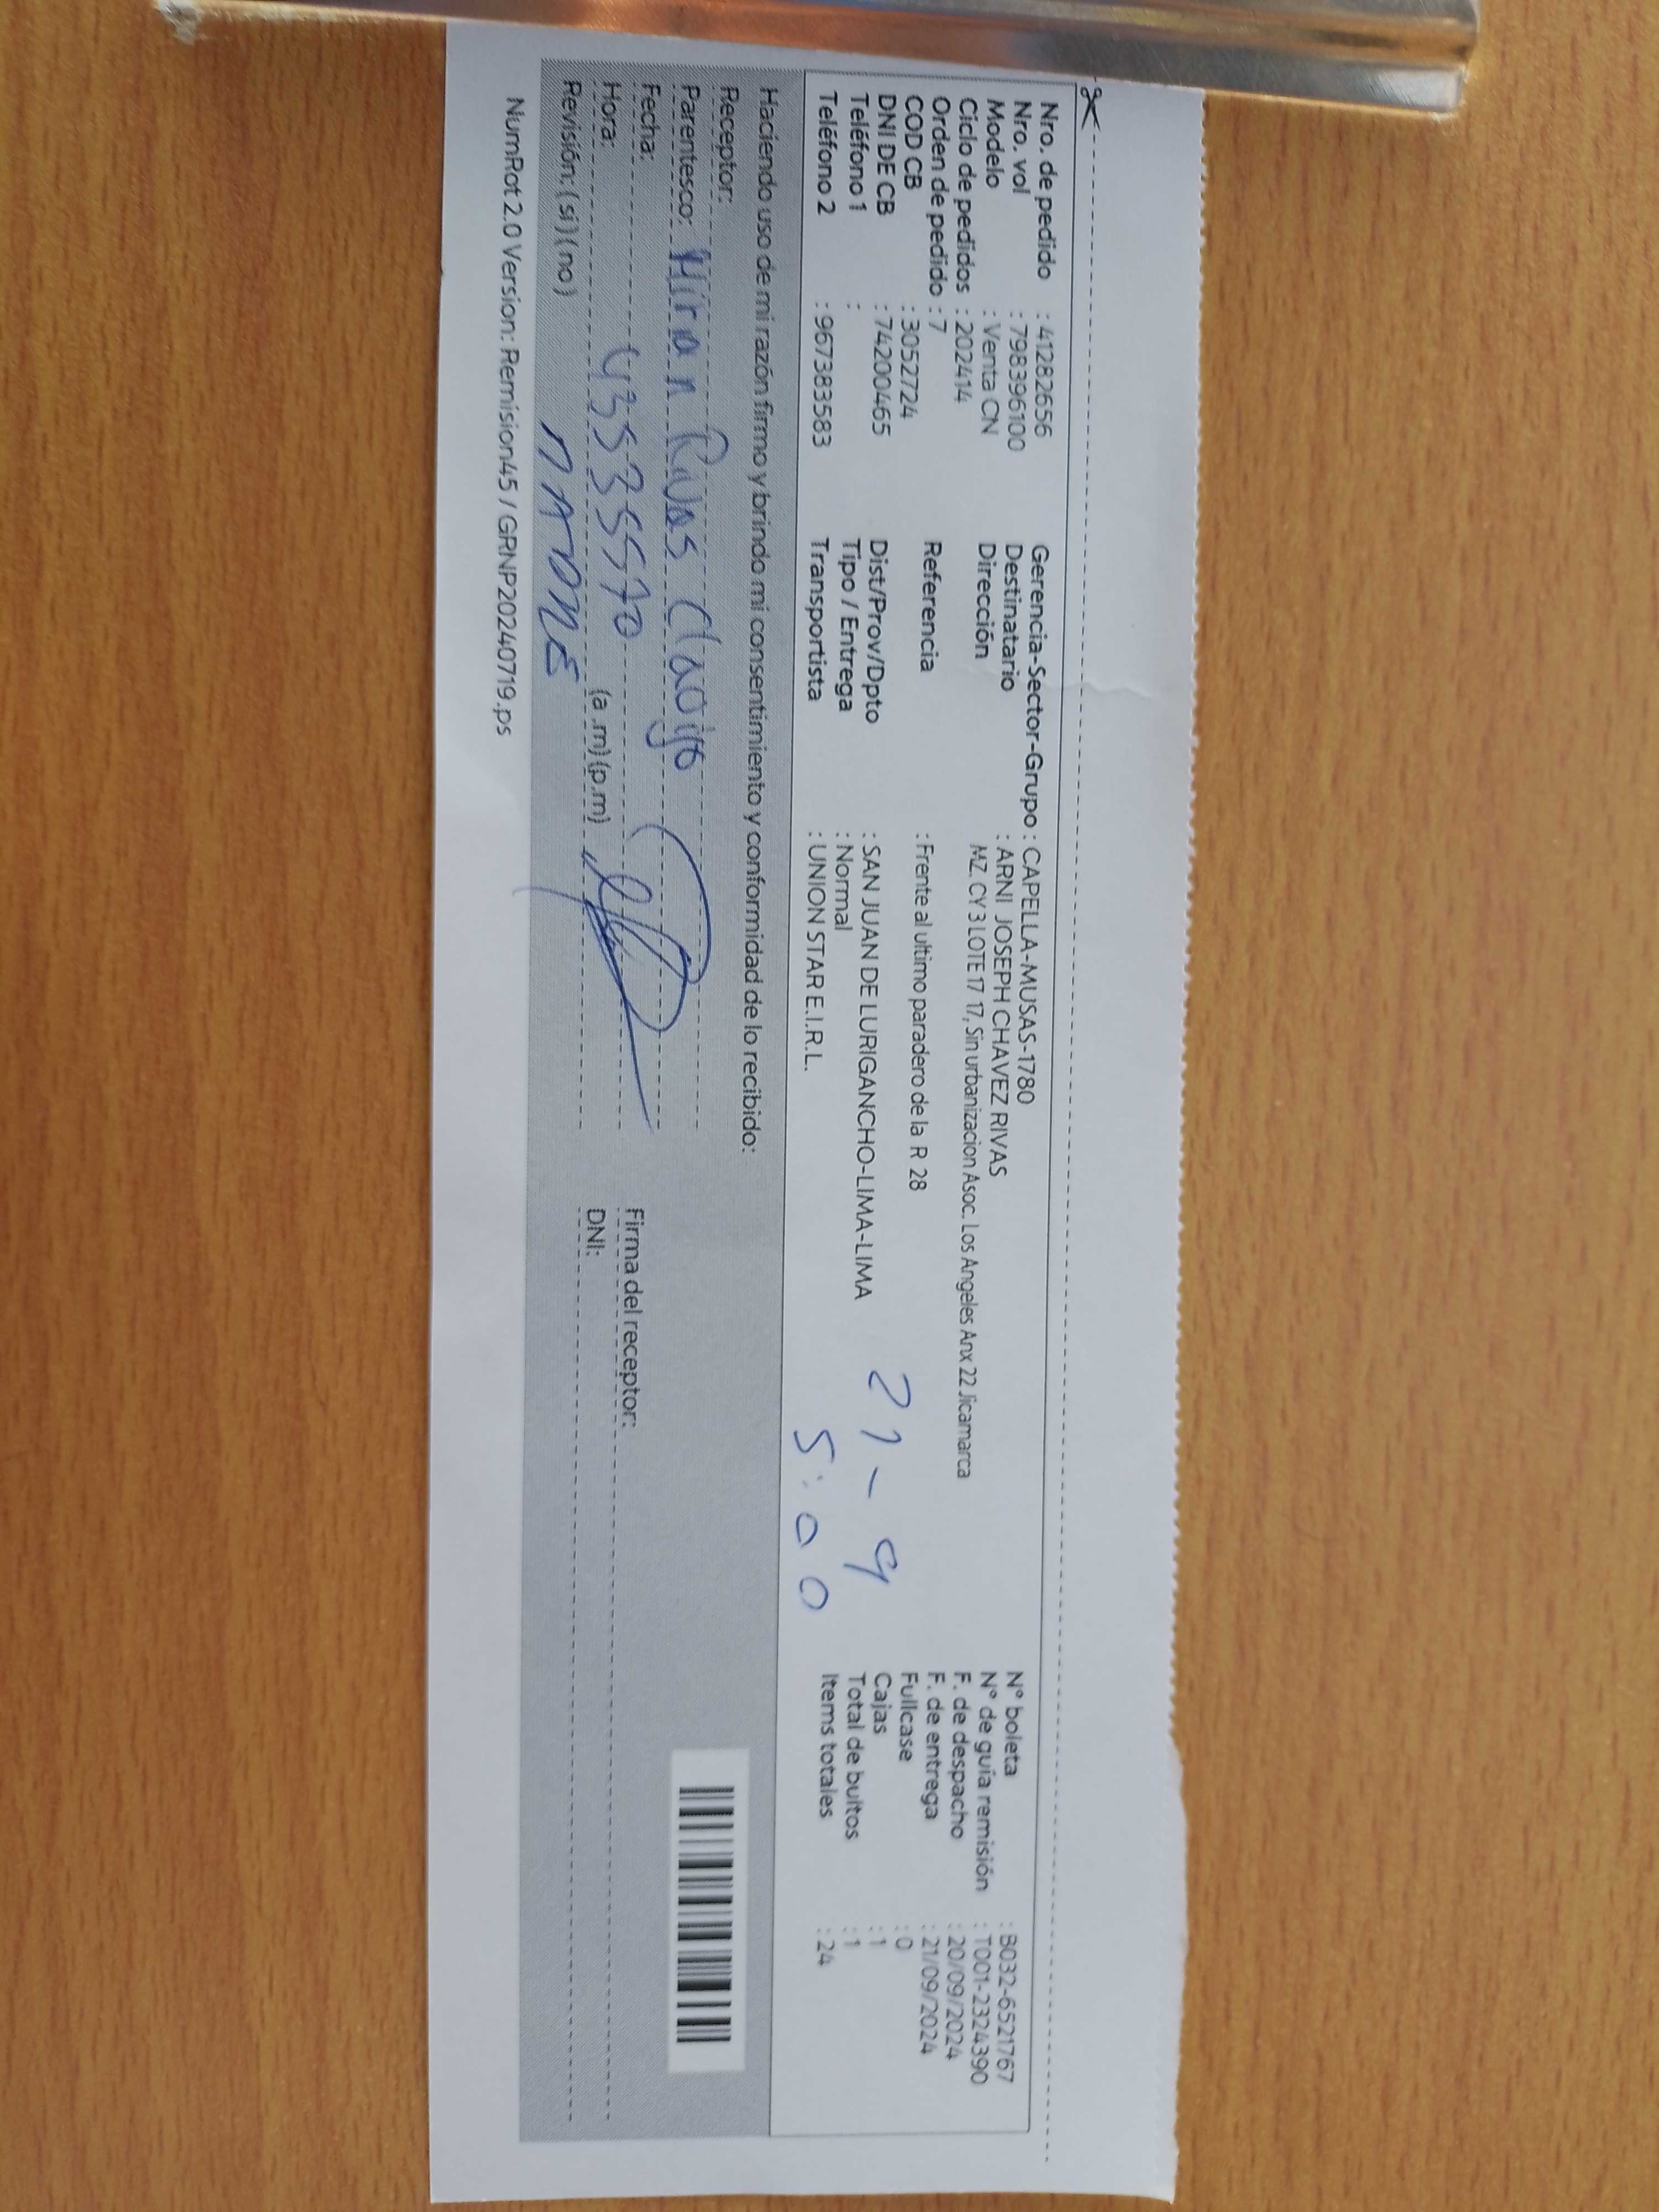 Nro. de pedido : 41282656
Nro. vol : 798396100
Modelo : Venta CN
Ciclo de pedidos : 202414
Orden de pedido : 7
COD CB : 3052724
DNI DE CB : 74200465
Teléfono 1 :
Teléfono 2 : 967383583
Gerencia-Sector-Grupo : CAPELLA-MUSAS-1780
Destinatario : ARNI JOSEPH CHAVEZ RIVAS
Dirección MZ. CY 3 LOTE 17 17, Sin urbanizacion Asoc. Los Angeles Anx 22 Jicamarca
Referencia : Frente al ultimo paradero de la R 28
Dist/Prov/Dpto : SAN JUAN DE LURIGANCHO-LIMA-LIMA
Tipo / Entrega : Normal
Transportista : UNION STAR E.I.R.L.
21-9
5:00
N° boleta : B032-6521767
N° de guía remisión : T001-2324390
F. de despacho : 20/09/2024
F. de entrega : 21/09/2024
Fullcase : 0
Cajas : 1
Total de bultos : 1
Items totales : 24
Haciendo uso de mi razón firmo y brindo mi consentimiento y conformidad de lo recibido:
Receptor:
Parentesco: Rivas Clavijo
Fecha:
Hora: 43535570 (a.m) (p.m)
Revisión: (si) (no) MADRE
Firma del receptor:
DNI:
NumRot 2.0 Version: Remision45 / GRNP20240719.ps